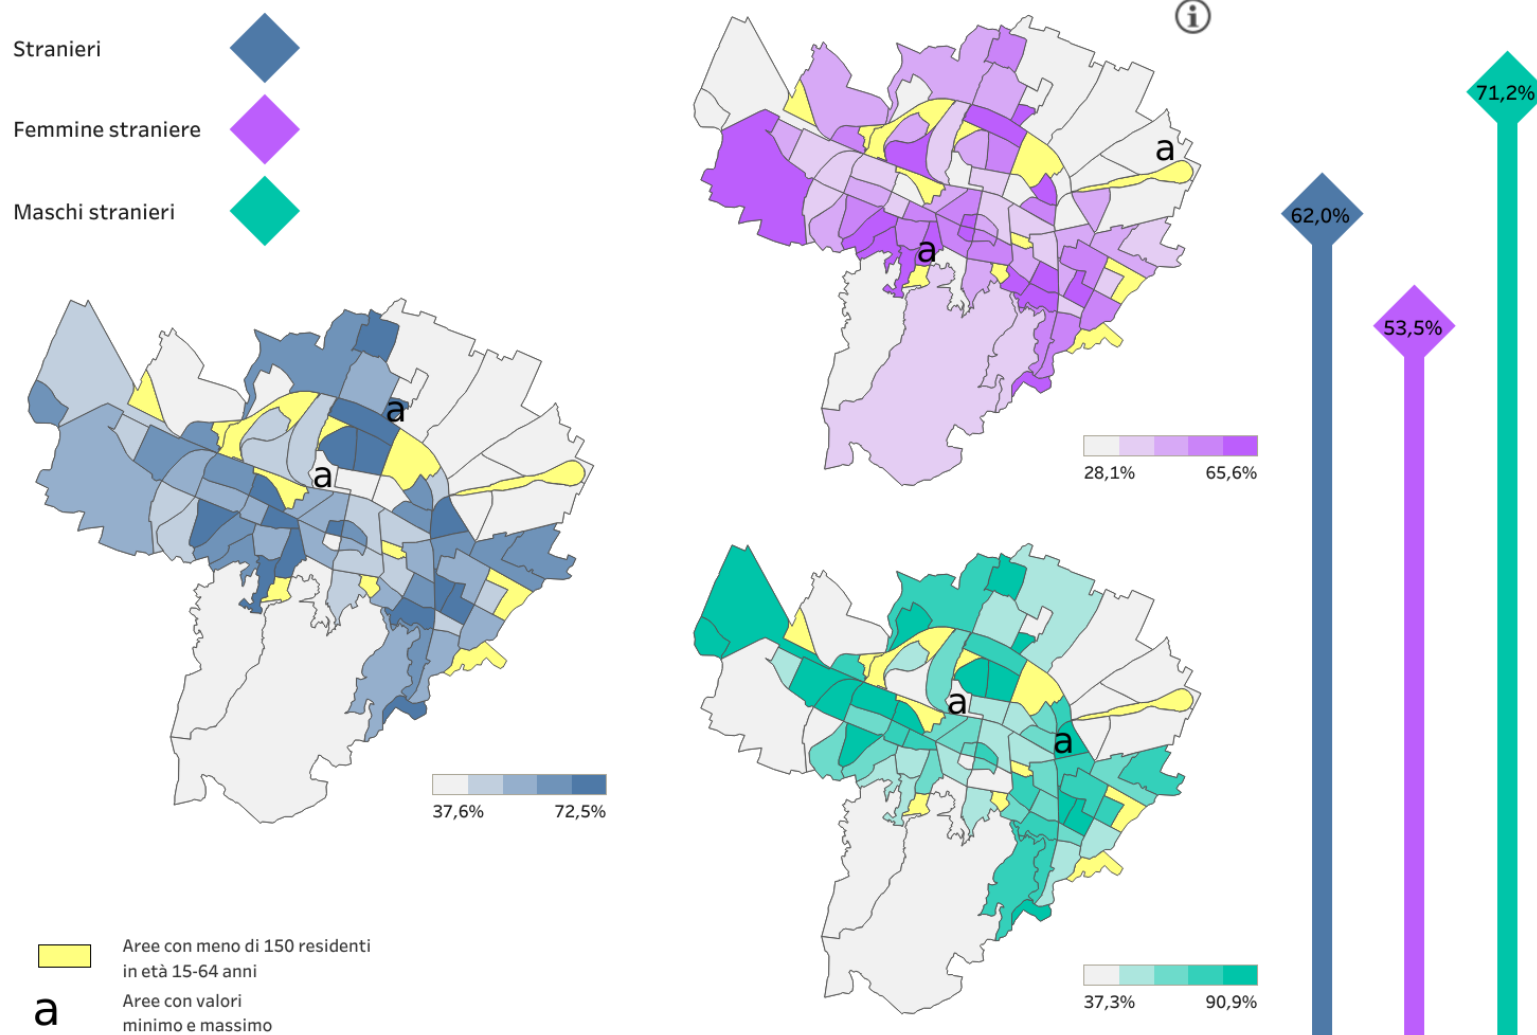 Stranieri
Femmine straniere
Maschi stranieri
i
a
a
28,1%
65,6%
62,0%
53,5%
71,2%
a
a
37,6%
72,5%
a
a
37,3%
90,9%
Aree con meno di 150 residenti
in età 15-64 anni
a
Aree con valori
minimo e massimo